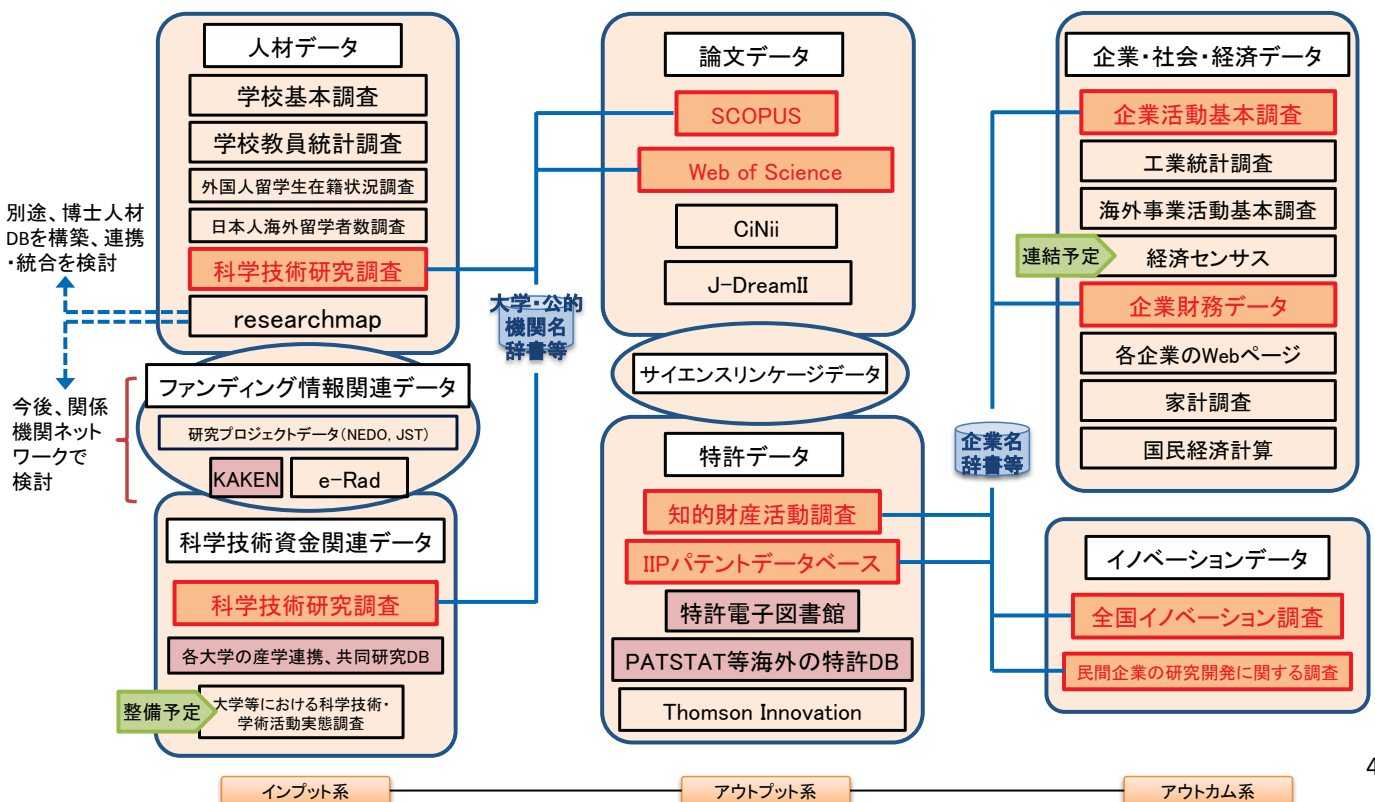 人材データ
学校基本調査
学校教員統計調査
外国人留学生在籍状況調査
日本人海外留学者数調査
科学技術研究調査
researchmap
別途、博士人材
DBを構築、連携
・統合を検討
今後、関係
機関ネット
ワークで
検討
ファンディング情報関連データ
研究プロジェクトデータ(NEDO, JST)
KAKEN
e-Rad
科学技術資金関連データ
科学技術研究調査
各大学の産学連携、共同研究DB
整備予定
大学等における科学技術・
学術活動実態調査
大学・公的
機関名
辞書等
論文データ
SCOPUS
Web of Science
CiNii
J-DreamII
サイエンスリンケージデータ
特許データ
知的財産活動調査
IIPパテントデータベース
特許電子図書館
PATSTAT等海外の特許DB
Thomson Innovation
企業名
辞書等
企業・社会・経済データ
企業活動基本調査
工業統計調査
海外事業活動基本調査
連結予定
経済センサス
企業財務データ
各企業のWebページ
家計調査
国民経済計算
イノベーションデータ
全国イノベーション調査
民間企業の研究開発に関する調査
インプット系
アウトプット系
アウトカム系
4